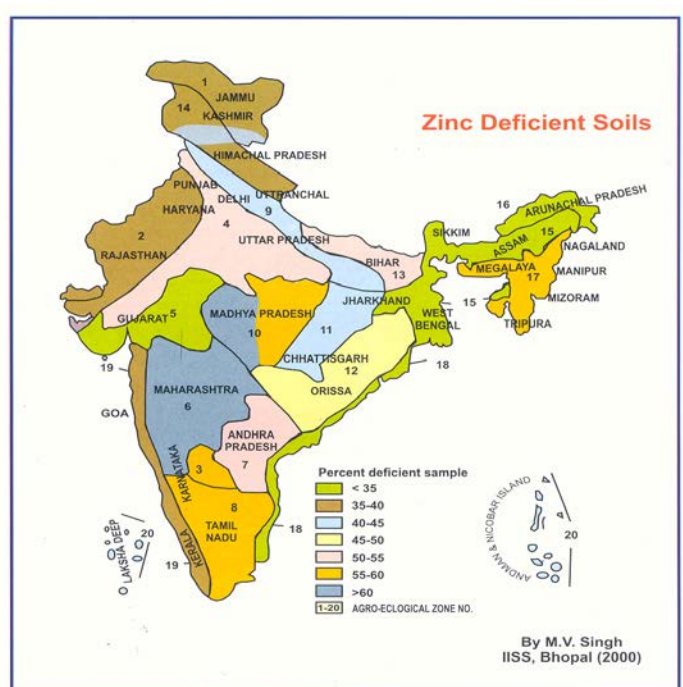 Zinc Deficient Soils
1
JAMMU
14
KASHMIR
HIMACHAL PRADESH
PUNJAB
UTTRANCHAL
DELHI
HARYANA
9
4
2
RAJASTHAN
UTTAR PRADESH
BIHAR
13
SIKKIM
16
ARUNACHAL PRADESH
ASSAM
15
NAGALAND
MEGALAYA
17
MANIPUR
MIZORAM
TRIPURA
15
GUJARAT
5
MADHYA PRADESH
10
11
JHARKHAND
WEST
BENGAL
CHHATTISGARH
12
ORISSA
18
19
MAHARASHTRA
6
GOA
ANDHRA
PRADESH
7
KARNATAKA
3
8
TAMIL
NADU
KERALA
19
18
LAKSHA DEEP
20
ANDMAN & NICOBAR ISLAND
20
Percent deficient sample
< 35
35-40
40-45
45-50
50-55
55-60
>60
1-20 AGRO-ECLOGICAL ZONE NO.
By M.V. Singh
IISS, Bhopal (2000)